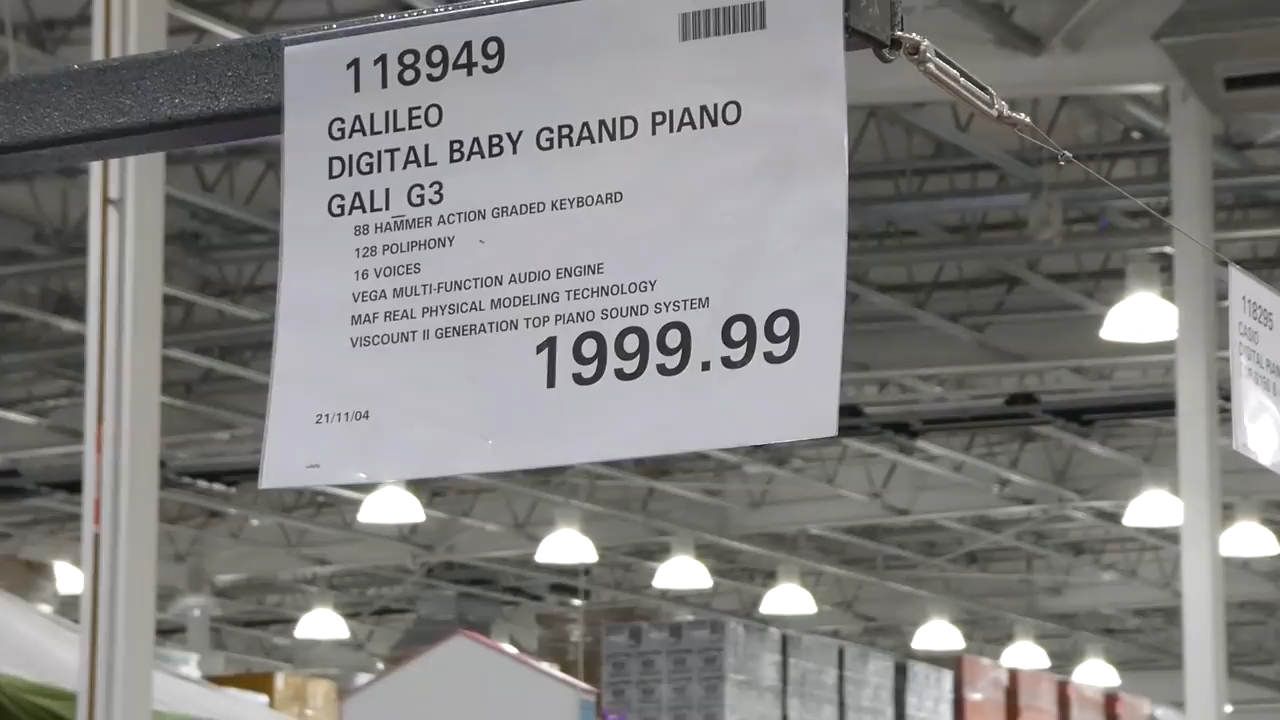 118949
GALILEO
DIGITAL BABY GRAND PIANO
GALI_G3
88 HAMMER ACTION GRADED KEYBOARD
128 POLIPHONY
16 VOICES
VEGA MULTI-FUNCTION AUDIO ENGINE
MAF REAL PHYSICAL MODELING TECHNOLOGY
VISCOUNT II GENERATION TOP PIANO SOUND SYSTEM
1999.99
21/11/04
118295
CASIO
DIGITAL